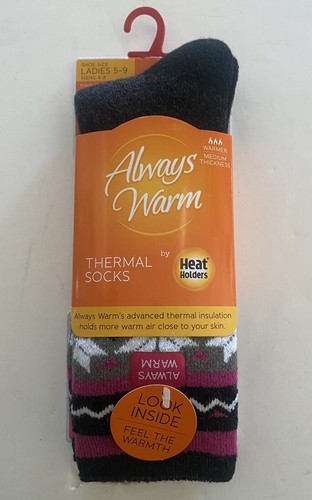 SHOE SIZE
LADIES 5-9
Always
Warm
WARMER
MEDIUM
THICKNESS
THERMAL
SOCKS
by
Heat
HOLDERS
Always Warm's advanced thermal insulation
holds more warm air close to your skin.
ALWAYS
WARM
LOOK
INSIDE
FEEL THE
WARMTH